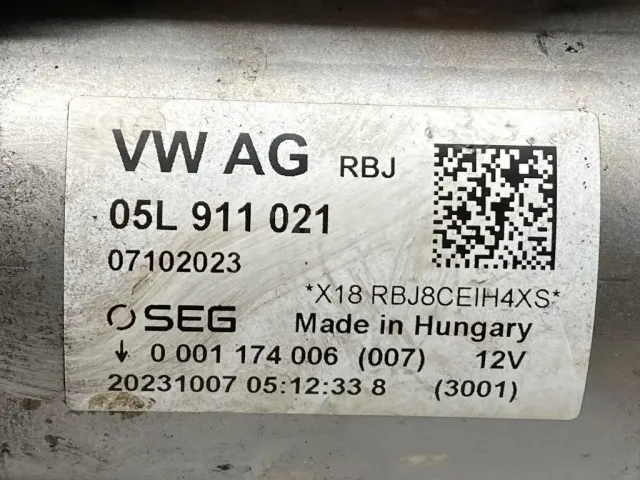 VW AG RBJ
05L 911 021
07102023
*X18 RBJ8CEIH4XS*
SEG Made in Hungary
↓ 0 001 174 006 (007) 12V
20231007 05:12:33 8 (3001)